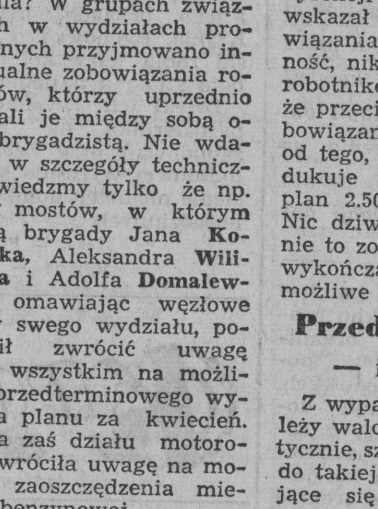 nia? W grupach związ-
h w wydziałach pro-
nych przyjmowano in-
ualne zobowiązania ro-
ów, którzy uprzednio
ali je między sobą o-
brygadzistą. Nie wda-
w szczegóły technicz-
wiedzmy tylko że np.
mostów, w którym
ą brygady Jana Ko-
ka, Aleksandra Wili-
a i Adolfa Domalew-
omawiając węzłowe
swego wydziału, po-
ił zwrócić uwagę
wszystkim na możli-
przedterminowego wy-
a planu za kwiecień.
a zaś działu motoro-
wróciła uwagę na mo-
zaoszczędzenia mie-
benzynowej
wskazał
wiązania
ność, nik
robotnik
że przeci
bowiązan
od tego,
dukuje
plan 2.50
Nic dziw
nie to zo
wykończa
możliwe
Przed
—
Z wypa
leży walc
tycznie, sz
do takiej
jące się